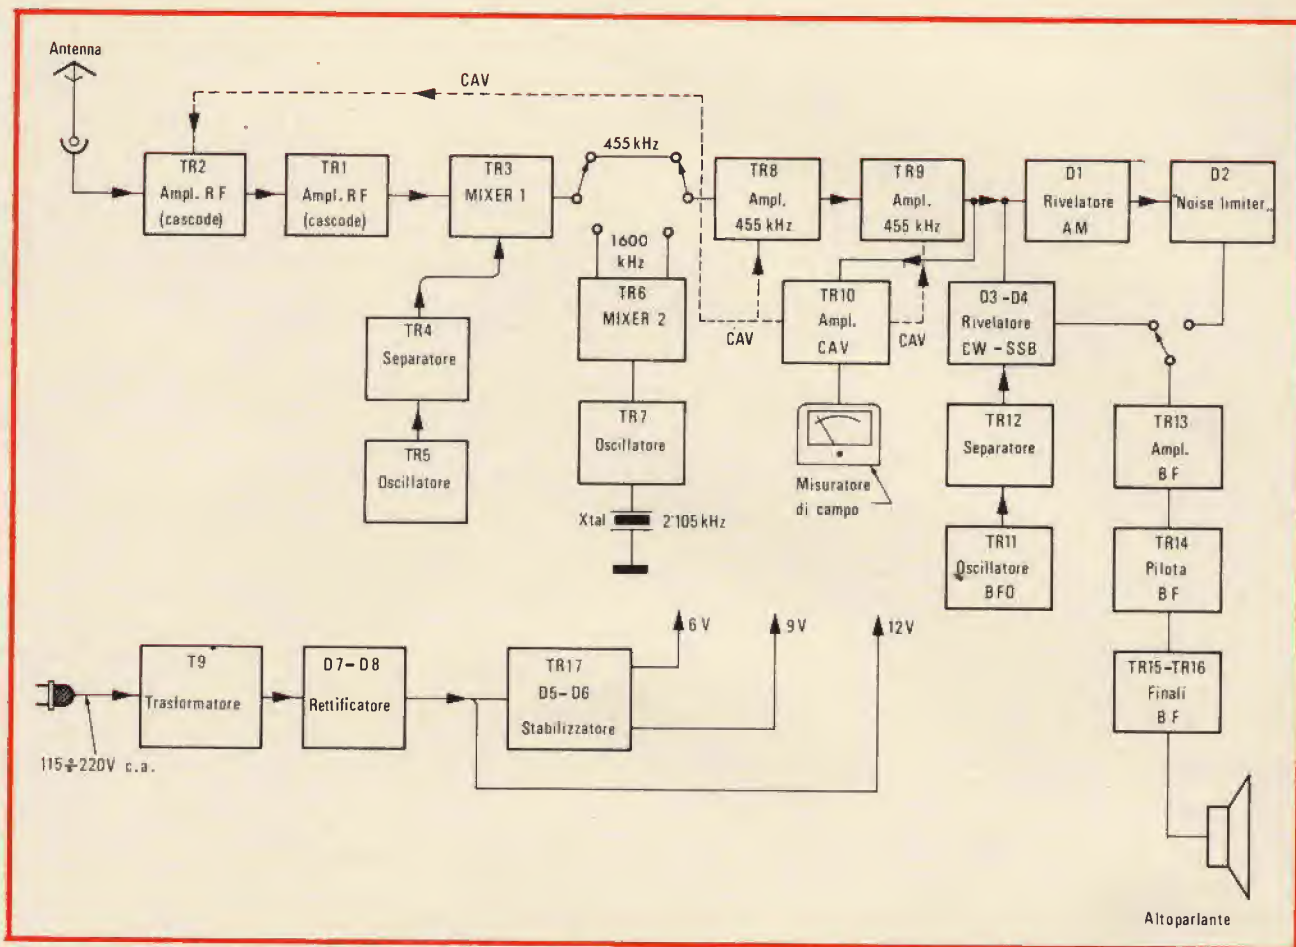 Antenna
CAV
TR2
Ampl. RF
(cascode)
TR1
Ampl. RF
(cascode)
TR3
MIXER 1
455 kHz
1600
kHz
TR8
Ampl.
455 kHz
TR9
Ampl.
455 kHz
D1
Rivelatore
AM
D2
"Noise limiter„
TR4
Separatore
TR5
Oscillatore
TR6
MIXER 2
TR7
Oscillatore
Xtal
2'105 kHz
CAV
TR10
Ampl.
CAV
CAV
Misuratore
di campo
D3-D4
Rivelatore
CW-SSB
TR12
Separatore
TR11
Oscillatore
BFO
TR13
Ampl.
BF
TR14
Pilota
BF
TR15-TR16
Finali
BF
Altoparlante
6 V
9V
12V
T9
Trasformatore
D7-D8
Rettificatore
TR17
D5-D6
Stabilizzatore
115÷220V c.a.